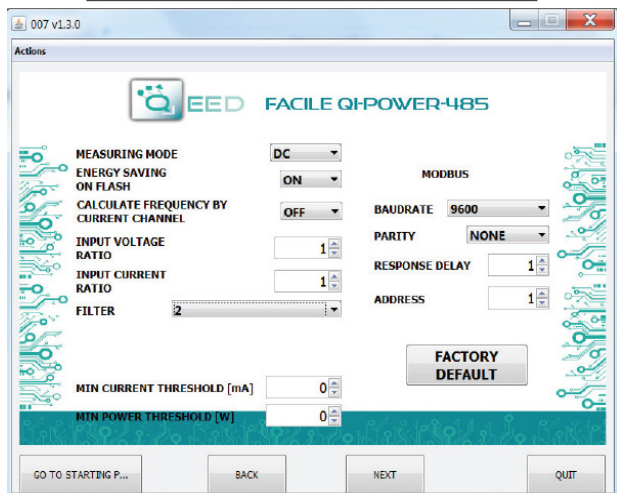 007 v1.3.0
Actions
QEED FACILE QI-POWER-485
MEASURING MODE DC
ENERGY SAVING
ON FLASH ON
CALCULATE FREQUENCY BY
CURRENT CHANNEL OFF
INPUT VOLTAGE
RATIO 1
INPUT CURRENT
RATIO 1
FILTER 2
MIN CURRENT THRESHOLD [mA] 0
MIN POWER THRESHOLD [W] 0
MODBUS
BAUDRATE 9600
PARITY NONE
RESPONSE DELAY 1
ADDRESS 1
FACTORY
DEFAULT
GO TO STARTING P... BACK NEXT QUIT